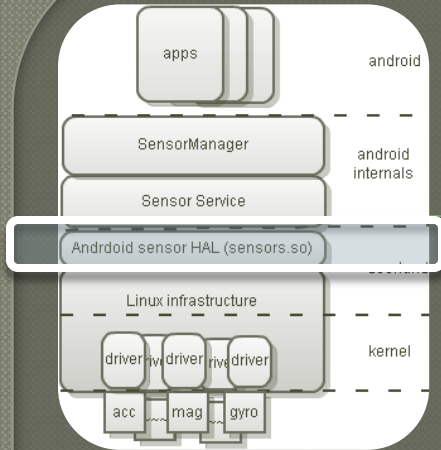 apps
android
SensorManager
android
internals
Sensor Service
Andrdoid sensor HAL (sensors.so)
Linux infrastructure
driver
driver
driver
kernel
acc
mag
gyro